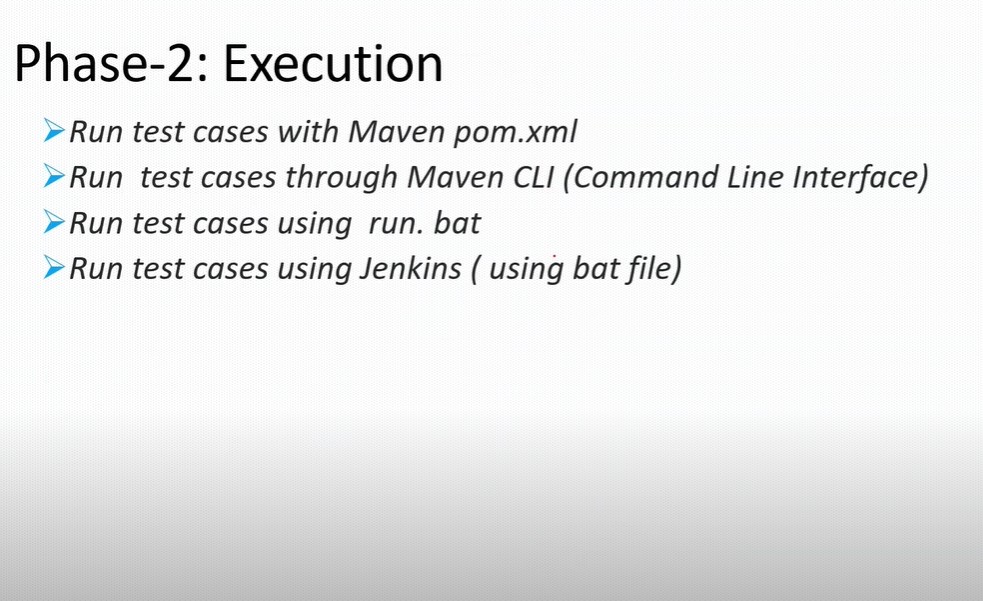 Phase-2: Execution
Run test cases with Maven pom.xml
Run  test cases through Maven CLI (Command Line Interface)
Run test cases using  run. bat
Run test cases using Jenkins ( using bat file)